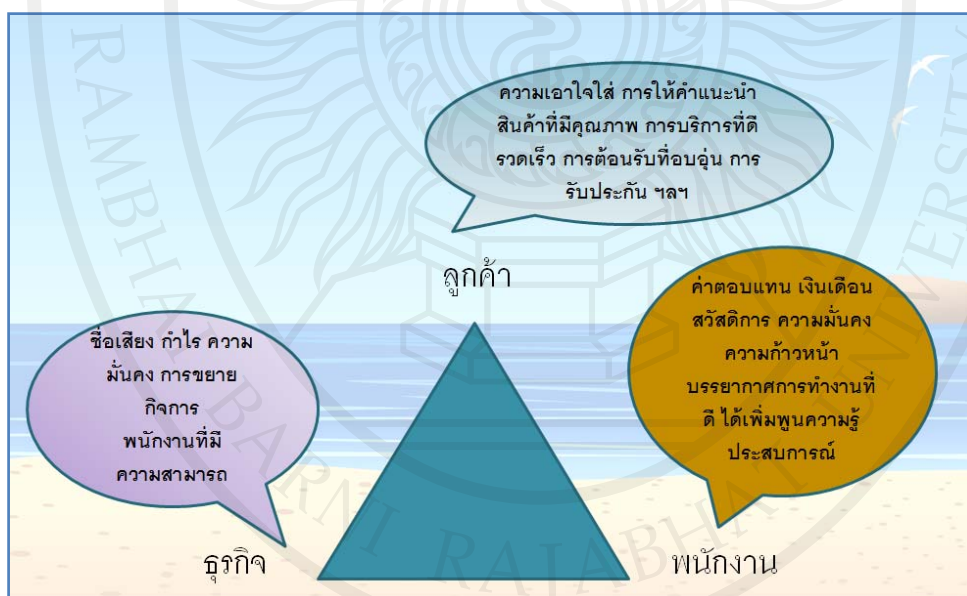 ความเอาใจใส่ การให้คำแนะนำ
สินค้าที่มีคุณภาพ การบริการที่ดี
รวดเร็ว การต้อนรับที่อบอุ่น การ
รับประกัน ฯลฯ
ลูกค้า
ค่าตอบแทน เงินเดือน
สวัสดิการ ความมั่นคง
ความก้าวหน้า
บรรยากาศการทำงานที่
ดี ได้เพิ่มพูนความรู้
ประสบการณ์
ชื่อเสียง กำไร ความ
มั่นคง การขยาย
กิจการ
พนักงานที่มี
ความสามารถ
ธุรกิจ
พนักงาน
RAMBHAI BARNI RAJABHAT UNIVERSITY